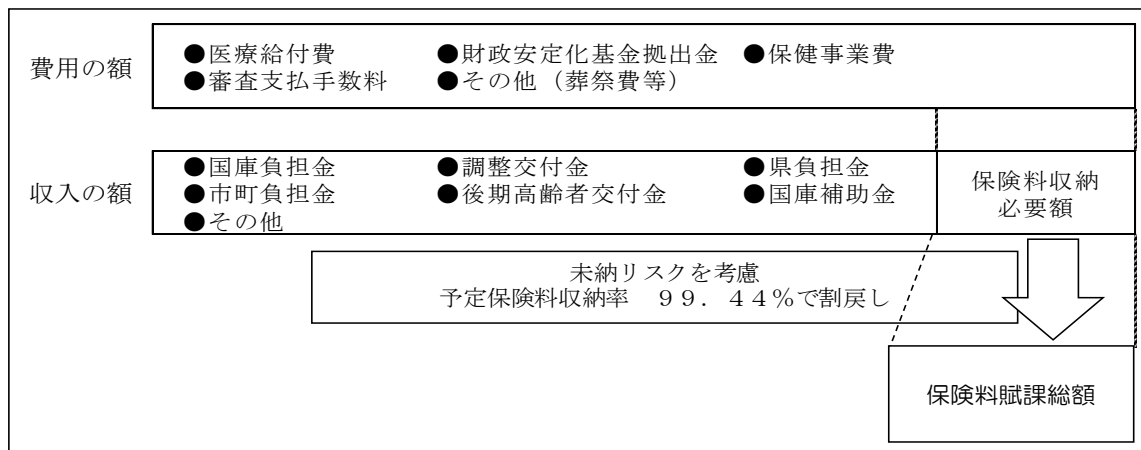 費用の額
●医療給付費 ●財政安定化基金拠出金 ●保健事業費
●審査支払手数料 ●その他（葬祭費等）
収入の額
●国庫負担金 ●調整交付金 ●県負担金
●市町負担金 ●後期高齢者交付金 ●国庫補助金
●その他
保険料収納
必要額
未納リスクを考慮
予定保険料収納率　９９．４４％で割戻し
保険料賦課総額